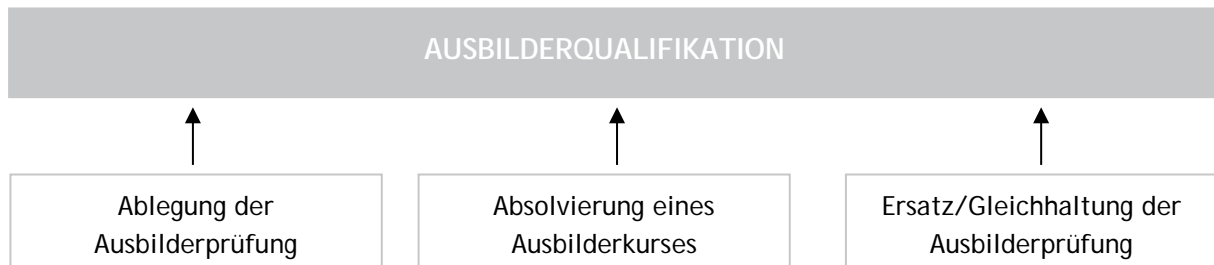 AUSBILDERQUALIFIKATION
Ablegung der
Ausbilderprüfung
Absolvierung eines
Ausbilderkurses
Ersatz/Gleichhaltung der
Ausbilderprüfung